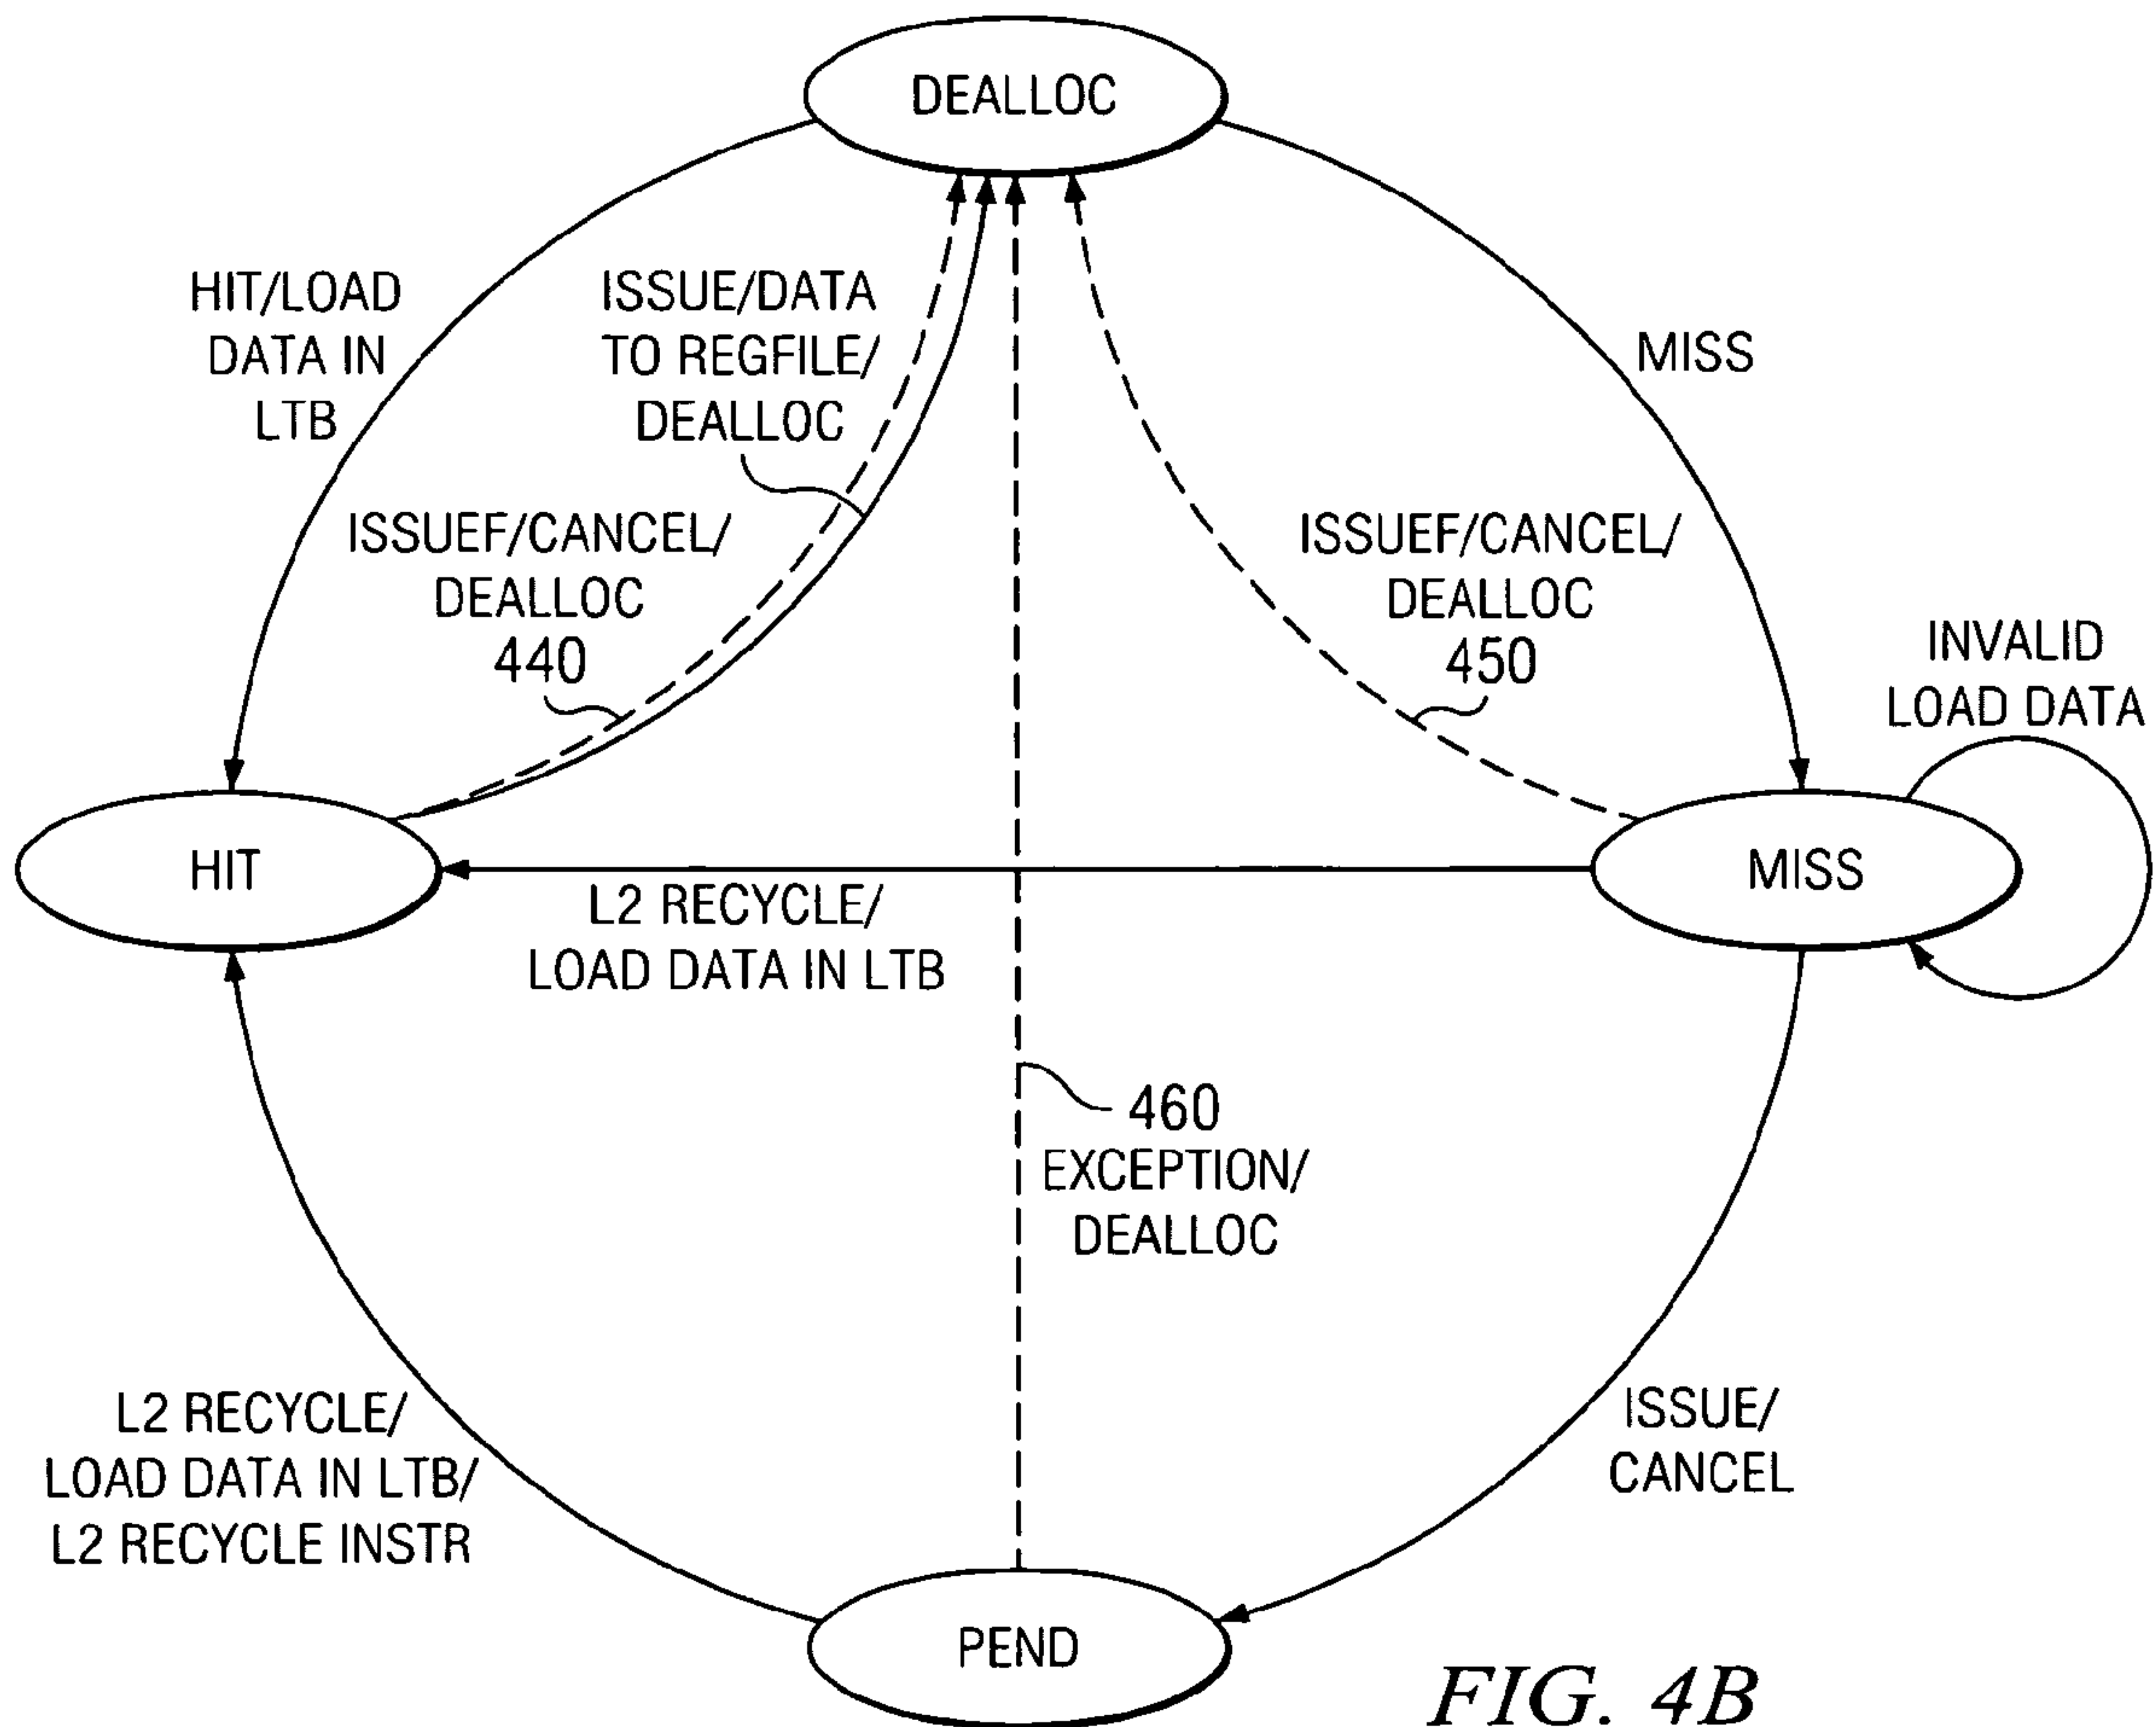 DEALLOC
HIT/LOAD
DATA IN
LTB
ISSUE/DATA
TO REGFILE/
DEALLOC
MISS
ISSUEF/CANCEL/
DEALLOC
440
ISSUEF/CANCEL/
DEALLOC
450
INVALID
LOAD DATA
HIT
MISS
L2 RECYCLE/
LOAD DATA IN LTB
460
EXCEPTION/
DEALLOC
L2 RECYCLE/
LOAD DATA IN LTB/
L2 RECYCLE INSTR
ISSUE/
CANCEL
PEND
FIG. 4B